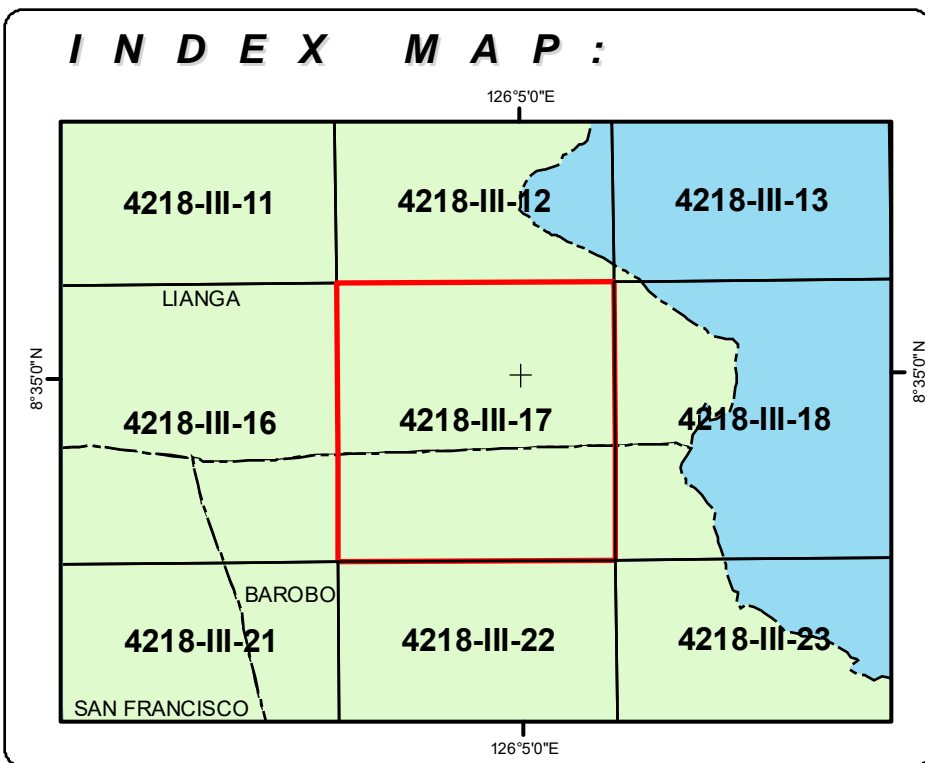 INDEX MAP:
126°5'0"E
4218-III-11 4218-III-12 4218-III-13
LIANGA
8°35'0"N 8°35'0"N
4218-III-16 4218-III-17 4218-III-18
BAROBO
4218-III-21 4218-III-22 4218-III-23
SAN FRANCISCO
126°5'0"E